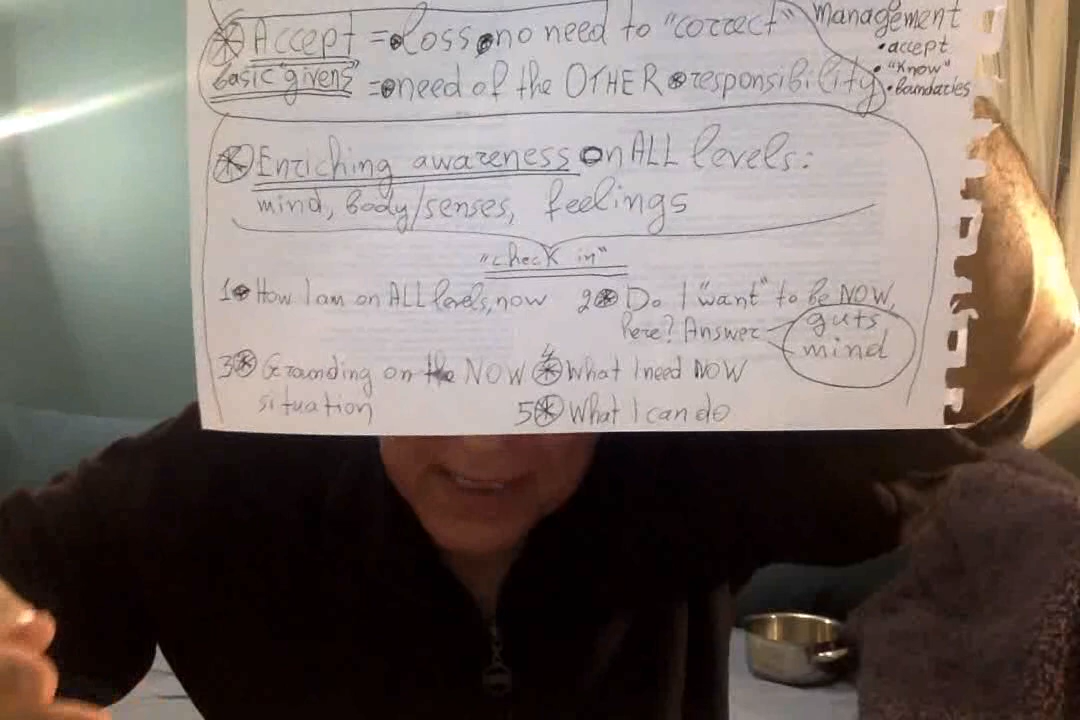 Accept = loss no need to "correct" management
• accept
• "know"
basic "givens" = need of the OTHER responsibility
• boundaries
Enriching awareness on ALL levels:
mind, body/senses, feelings
"check in"
1 How I am on ALL levels, now 2 Do I "want" to be NOW,
here? Answer guts
mind
3 Grounding on the NOW 4 What I need NOW
situation 5 What I can do